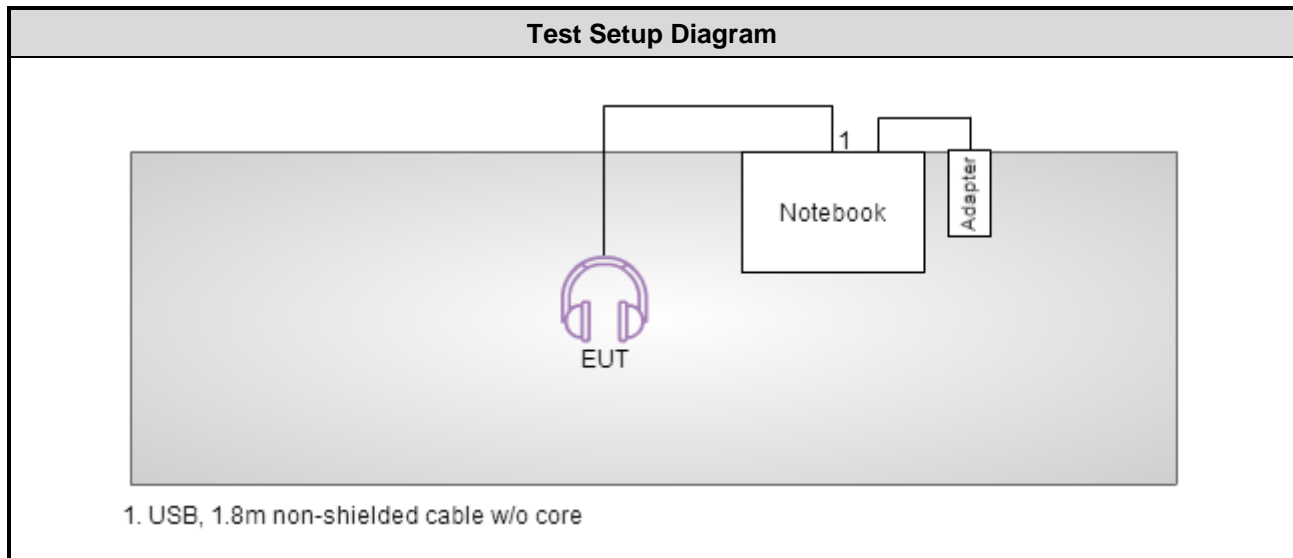 Test Setup Diagram
1
Notebook
Adapter
EUT
1. USB, 1.8m non-shielded cable w/o core